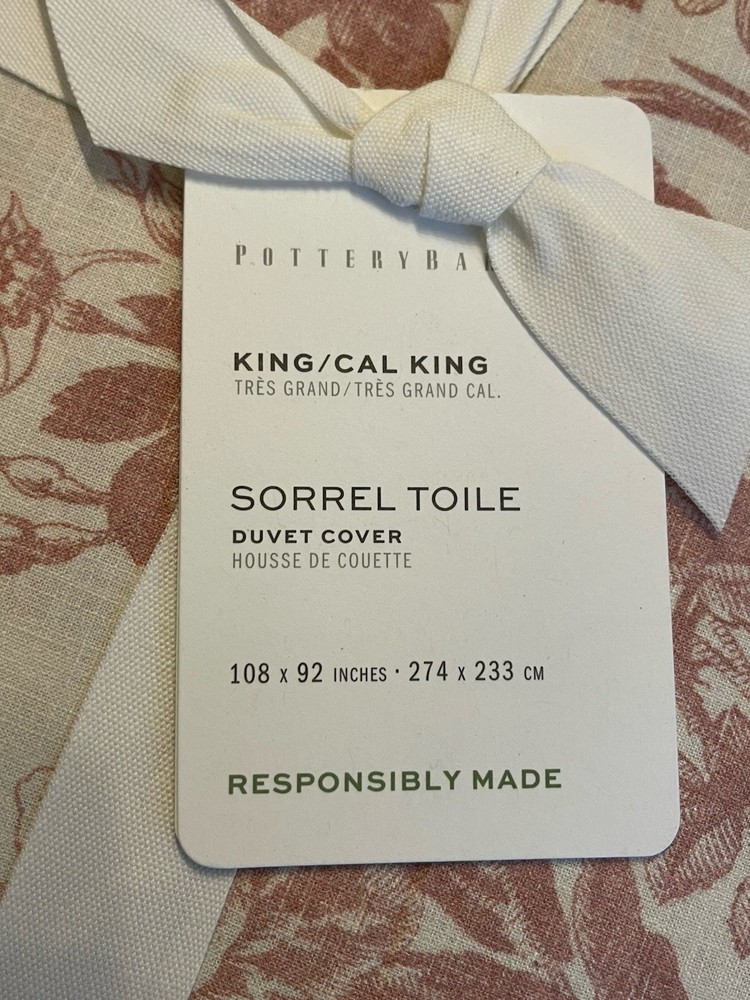 POTTERYBA
KING/CAL KING
TRÈS GRAND/TRÈS GRAND CAL.
SORREL TOILE
DUVET COVER
HOUSSE DE COUETTE
108 x 92 INCHES · 274 x 233 CM
RESPONSIBLY MADE